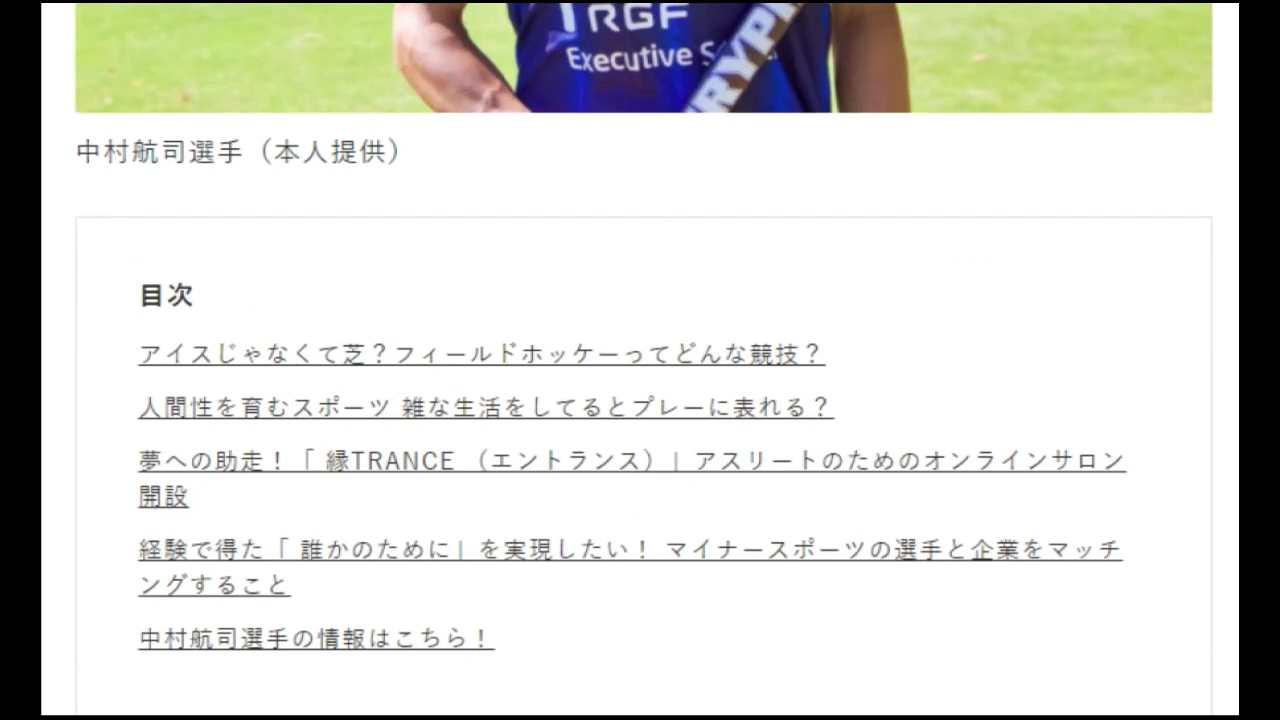 RGF
Executive
中村航司選手（本人提供）
目次
アイスじゃなくて芝？フィールドホッケーってどんな競技？
人間性を育むスポーツ 雑な生活をしてるとプレーに表れる？
夢への助走！「 縁TRANCE （エントランス）」アスリートのためのオンラインサロン
開設
経験で得た「 誰かのために」を実現したい！ マイナースポーツの選手と企業をマッチ
ングすること
中村航司選手の情報はこちら！